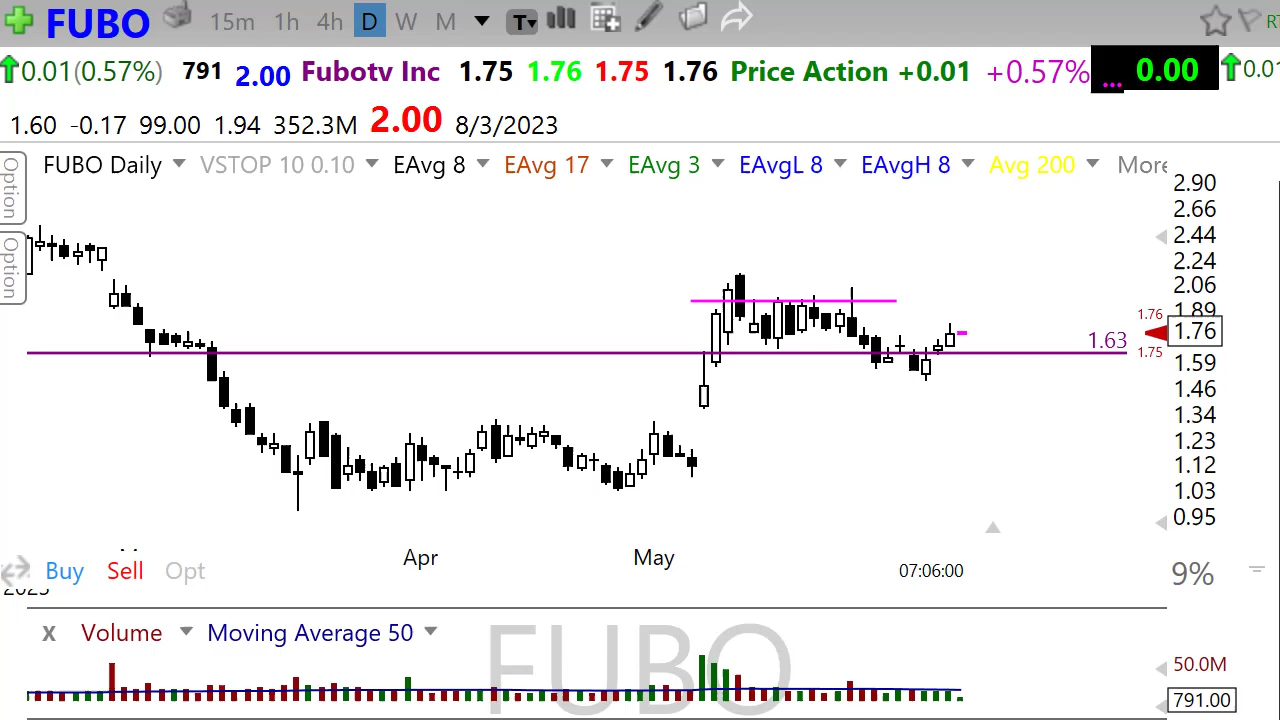 FUBO 15m 1h 4h D W M T RT
0.01(0.57%) 791 2.00 Fubotv Inc 1.75 1.76 1.75 1.76 Price Action +0.01 +0.57% ... 0.00 0.01
1.60 -0.17 99.00 1.94 352.3M 2.00 8/3/2023
Option
Option
FUBO Daily VSTOP 10 0.10 EAvg 8 EAvg 17 EAvg 3 EAvgL 8 EAvgH 8 Avg 200 More
2.90
2.66
2.44
2.24
2.06
1.89
1.76
1.76
1.63
1.75
1.59
1.46
1.34
1.23
1.12
1.03
0.95
Apr May
Buy Sell Opt 07:06:00 9%
2023
X Volume Moving Average 50
FUBO
50.0M
791.00